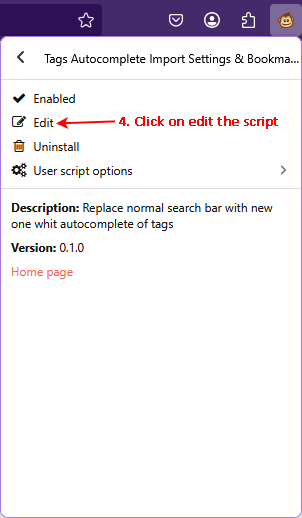 Tags Autocomplete Import Settings & Bookma...
Enabled
Edit
4. Click on edit the script
Uninstall
User script options
Description: Replace normal search bar with new
one whit autocomplete of tags
Version: 0.1.0
Home page